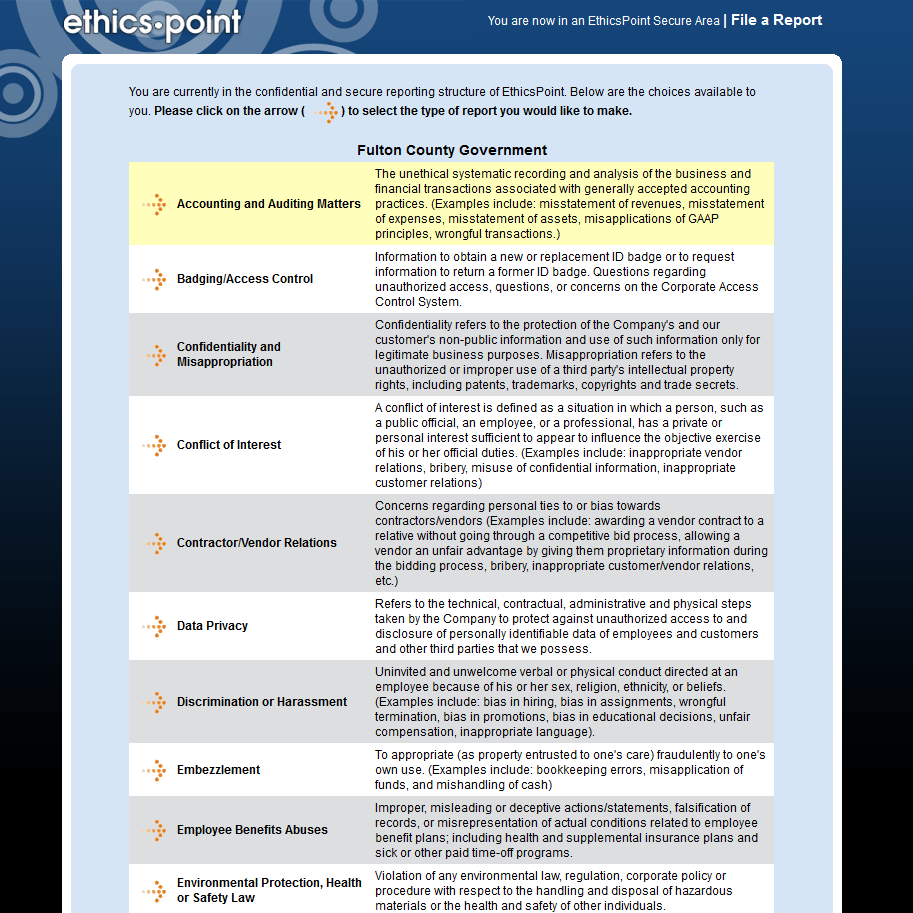 ethics·point
You are now in an EthicsPoint Secure Area | File a Report
You are currently in the confidential and secure reporting structure of EthicsPoint. Below are the choices available to
you. Please click on the arrow ( ) to select the type of report you would like to make.
Fulton County Government
Accounting and Auditing Matters
The unethical systematic recording and analysis of the business and
financial transactions associated with generally accepted accounting
practices. (Examples include: misstatement of revenues, misstatement
of expenses, misstatement of assets, misapplications of GAAP
principles, wrongful transactions.)
Badging/Access Control
Information to obtain a new or replacement ID badge or to request
information to return a former ID badge. Questions regarding
unauthorized access, questions, or concerns on the Corporate Access
Control System.
Confidentiality and
Misappropriation
Confidentiality refers to the protection of the Company's and our
customer's non-public information and use of such information only for
legitimate business purposes. Misappropriation refers to the
unauthorized or improper use of a third party's intellectual property
rights, including patents, trademarks, copyrights and trade secrets.
Conflict of Interest
A conflict of interest is defined as a situation in which a person, such as
a public official, an employee, or a professional, has a private or
personal interest sufficient to appear to influence the objective exercise
of his or her official duties. (Examples include: inappropriate vendor
relations, bribery, misuse of confidential information, inappropriate
customer relations)
Contractor/Vendor Relations
Concerns regarding personal ties to or bias towards
contractors/vendors (Examples include: awarding a vendor contract to a
relative without going through a competitive bid process, allowing a
vendor an unfair advantage by giving them proprietary information during
the bidding process, bribery, inappropriate customer/vendor relations,
etc.)
Data Privacy
Refers to the technical, contractual, administrative and physical steps
taken by the Company to protect against unauthorized access to and
disclosure of personally identifiable data of employees and customers
and other third parties that we possess.
Discrimination or Harassment
Uninvited and unwelcome verbal or physical conduct directed at an
employee because of his or her sex, religion, ethnicity, or beliefs.
(Examples include: bias in hiring, bias in assignments, wrongful
termination, bias in promotions, bias in educational decisions, unfair
compensation, inappropriate language).
Embezzlement
To appropriate (as property entrusted to one's care) fraudulently to one's
own use. (Examples include: bookkeeping errors, misapplication of
funds, and mishandling of cash)
Employee Benefits Abuses
Improper, misleading or deceptive actions/statements, falsification of
records, or misrepresentation of actual conditions related to employee
benefit plans; including health and supplemental insurance plans and
sick or other paid time-off programs.
Environmental Protection, Health
or Safety Law
Violation of any environmental law, regulation, corporate policy or
procedure with respect to the handling and disposal of hazardous
materials or the health and safety of other individuals.